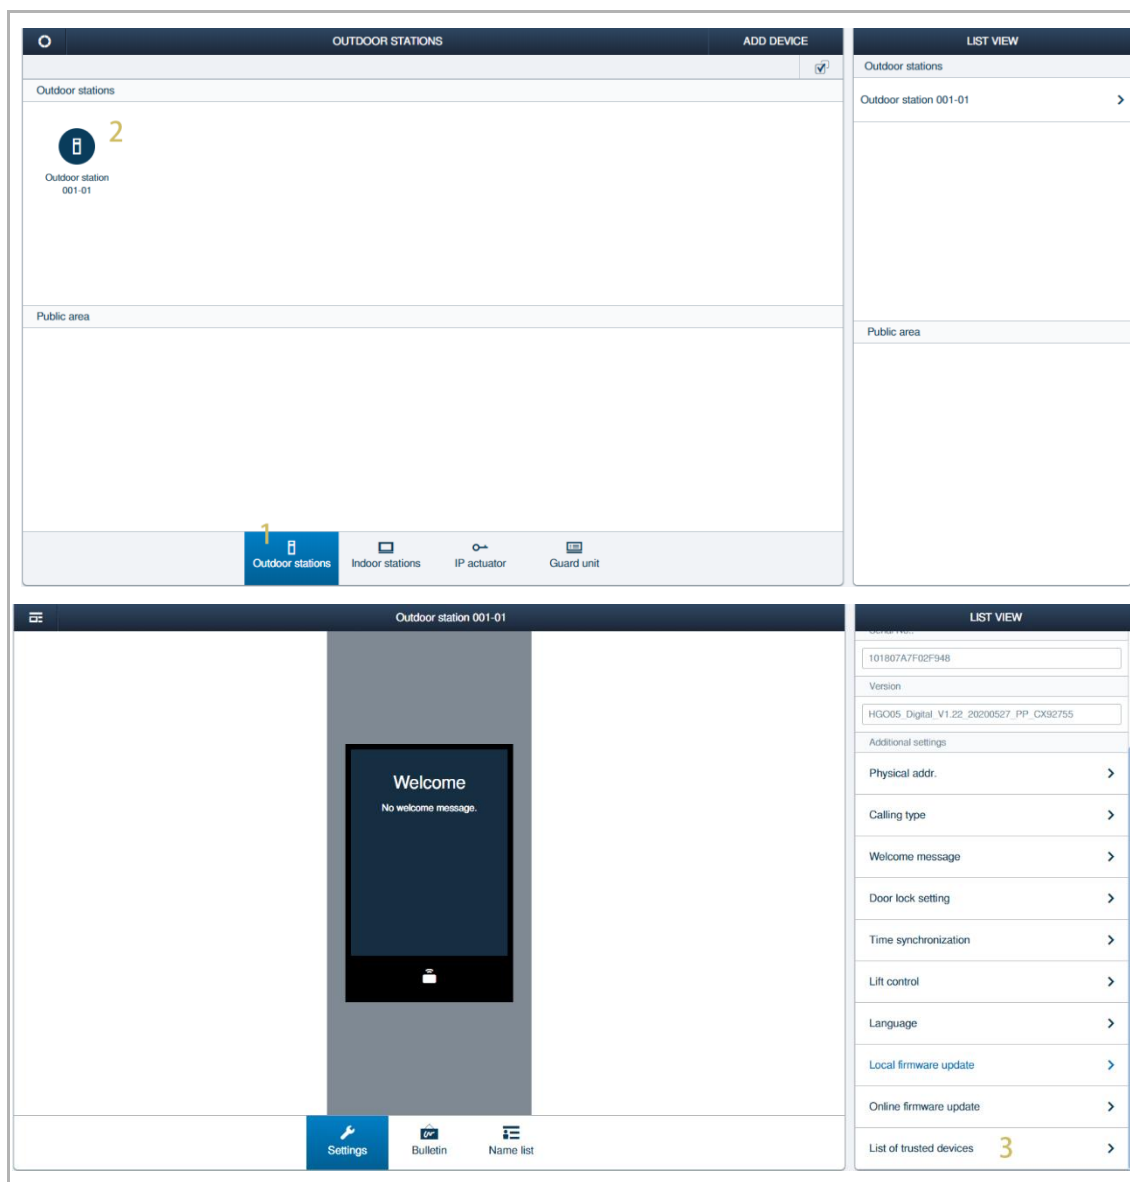 OUTDOOR STATIONS
ADD DEVICE
LIST VIEW
Outdoor stations
Outdoor stations
Outdoor station 001-01
2
Outdoor station
001-01
Public area
Public area
1
Outdoor stations
Indoor stations
IP actuator
Guard unit
Outdoor station 001-01
LIST VIEW
Serial No.:
101807A7F02F948
Version
HGO05_Digital_V1.22_20200527_PP_CX92755
Additional settings
Physical addr.
Calling type
Welcome message
Door lock setting
Time synchronization
Lift control
Language
Local firmware update
Online firmware update
List of trusted devices
3
Welcome
No welcome message.
Settings
Bulletin
Name list